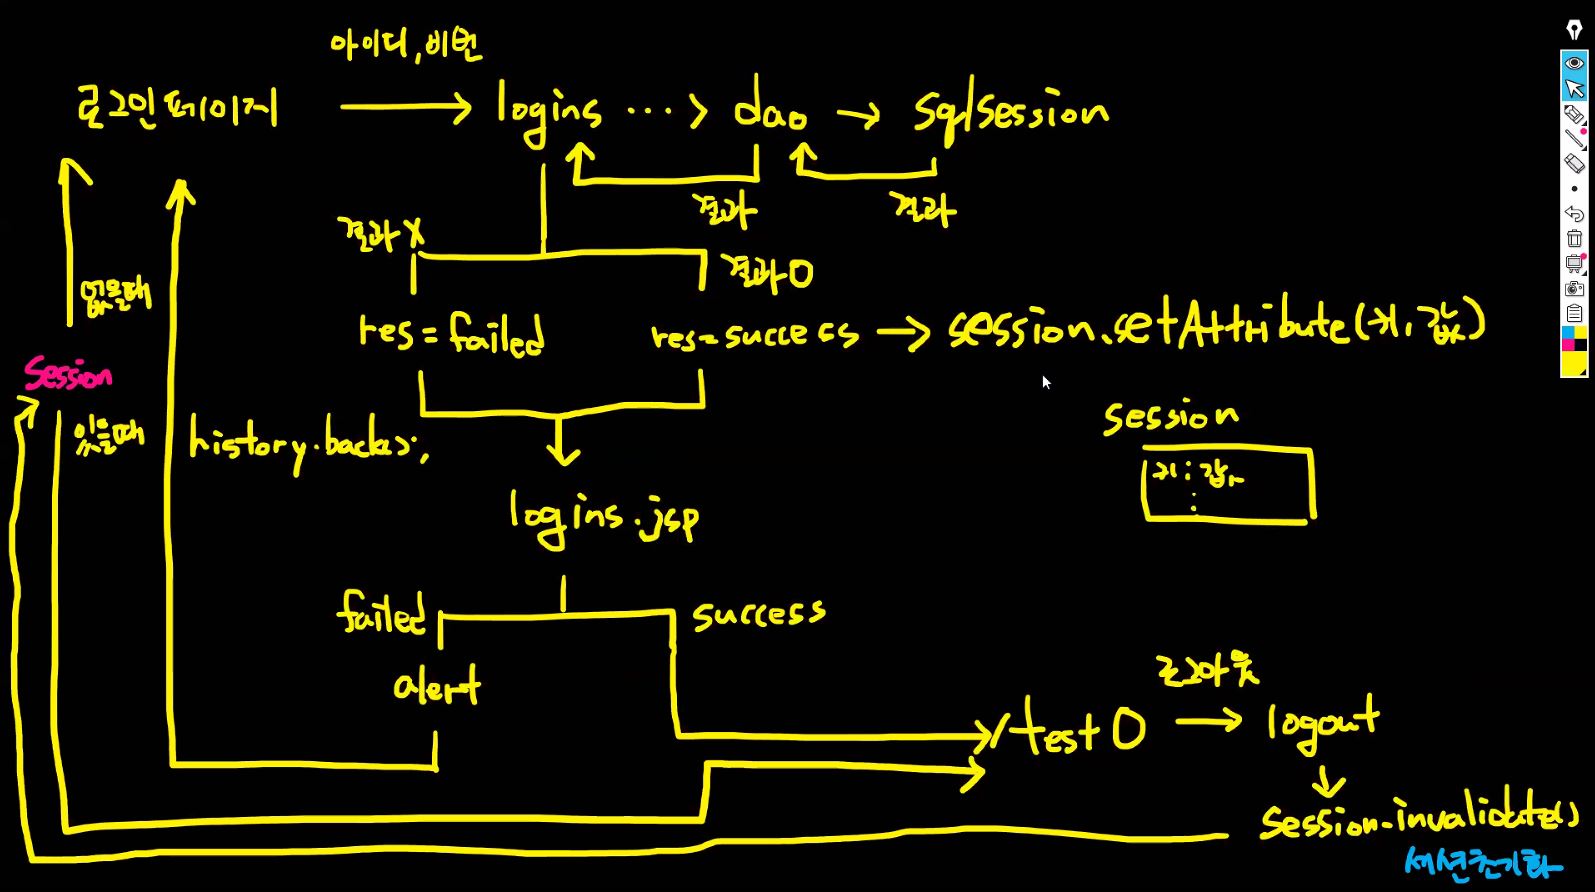 아이디, 비번
로그인페이지
logins ...> dao → sqlSession
결과
결과
결과X
결과O
없을때
res=failed
res=success → session.setAttribute(키, 값)
Session
있을때
history.back();
session
키 : 값
:
logins.jsp
failed
success
alert
로그아웃
/test0 → logout
session.invalidate()
세션초기화